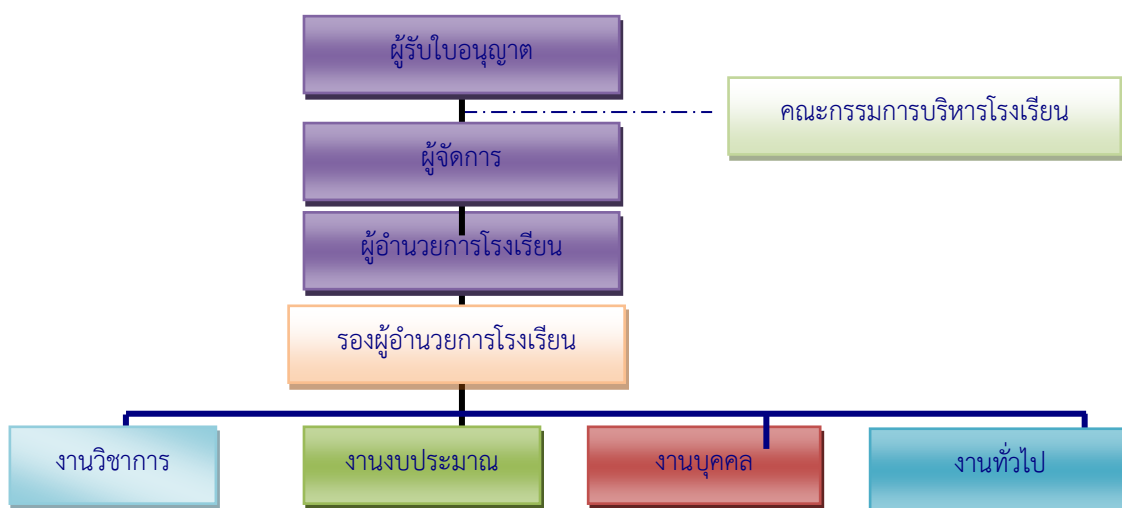 ผู้รับใบอนุญาต
คณะกรรมการบริหารโรงเรียน
ผู้จัดการ
ผู้อำนวยการโรงเรียน
รองผู้อำนวยการโรงเรียน
งานวิชาการ
งานงบประมาณ
งานบุคคล
งานทั่วไป